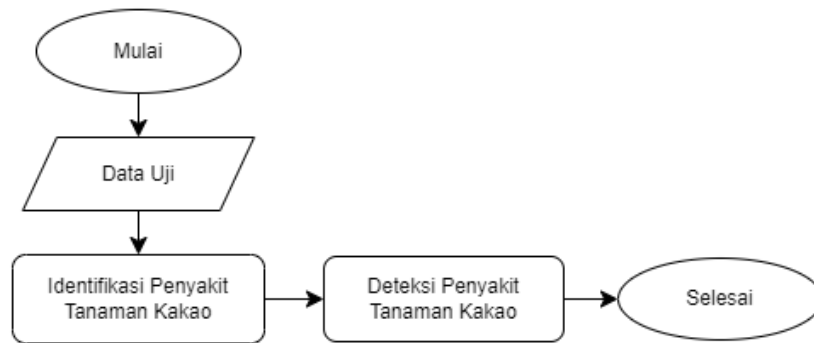 Mulai
Data Uji
Identifikasi Penyakit
Tanaman Kakao
Deteksi Penyakit
Tanaman Kakao
Selesai